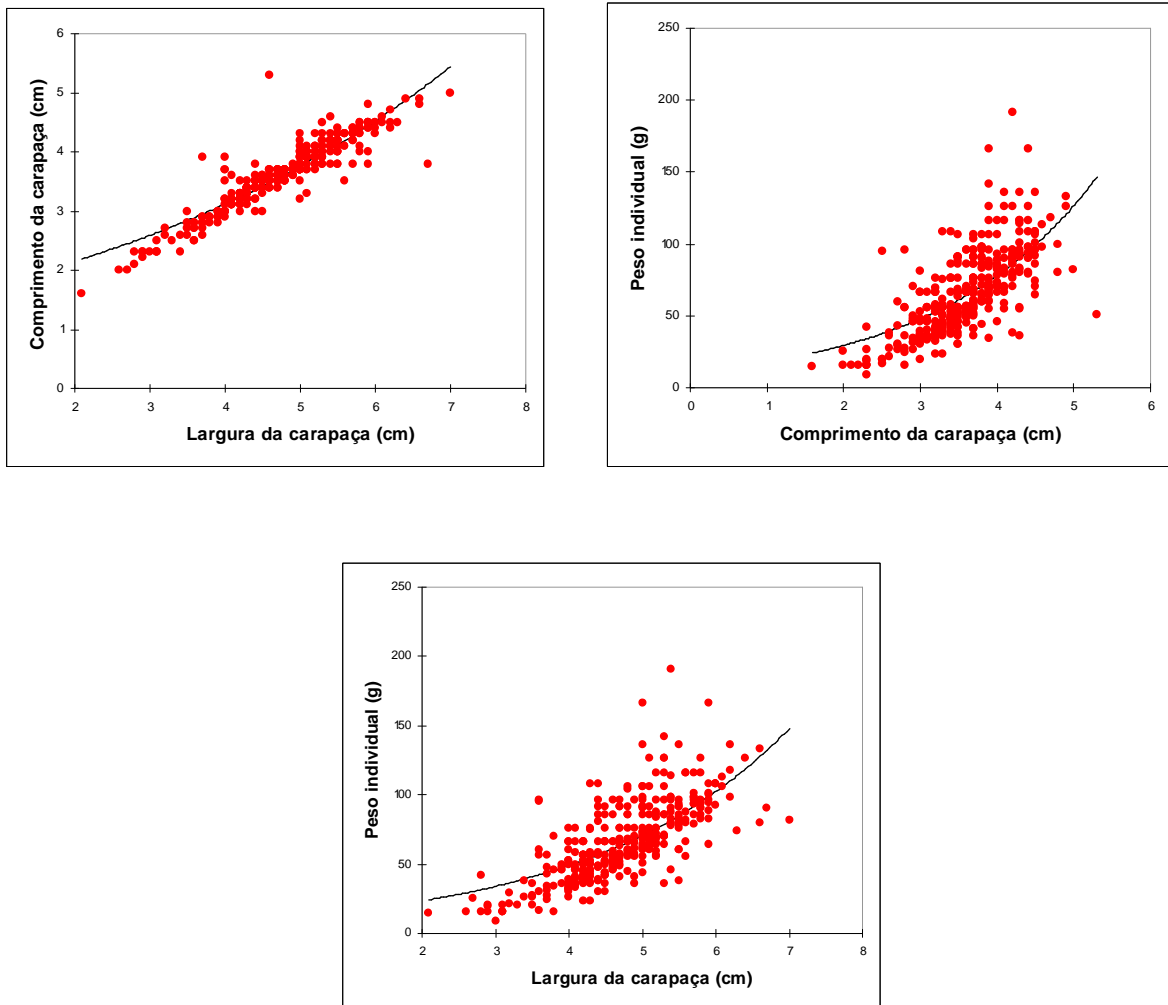 Comprimento da carapaça (cm)
6
5
4
3
2
1
0
2 3 4 5 6 7 8
Largura da carapaça (cm)
Peso individual (g)
250
200
150
100
50
0
0 1 2 3 4 5 6
Comprimento da carapaça (cm)
Peso individual (g)
250
200
150
100
50
0
2 3 4 5 6 7 8
Largura da carapaça (cm)